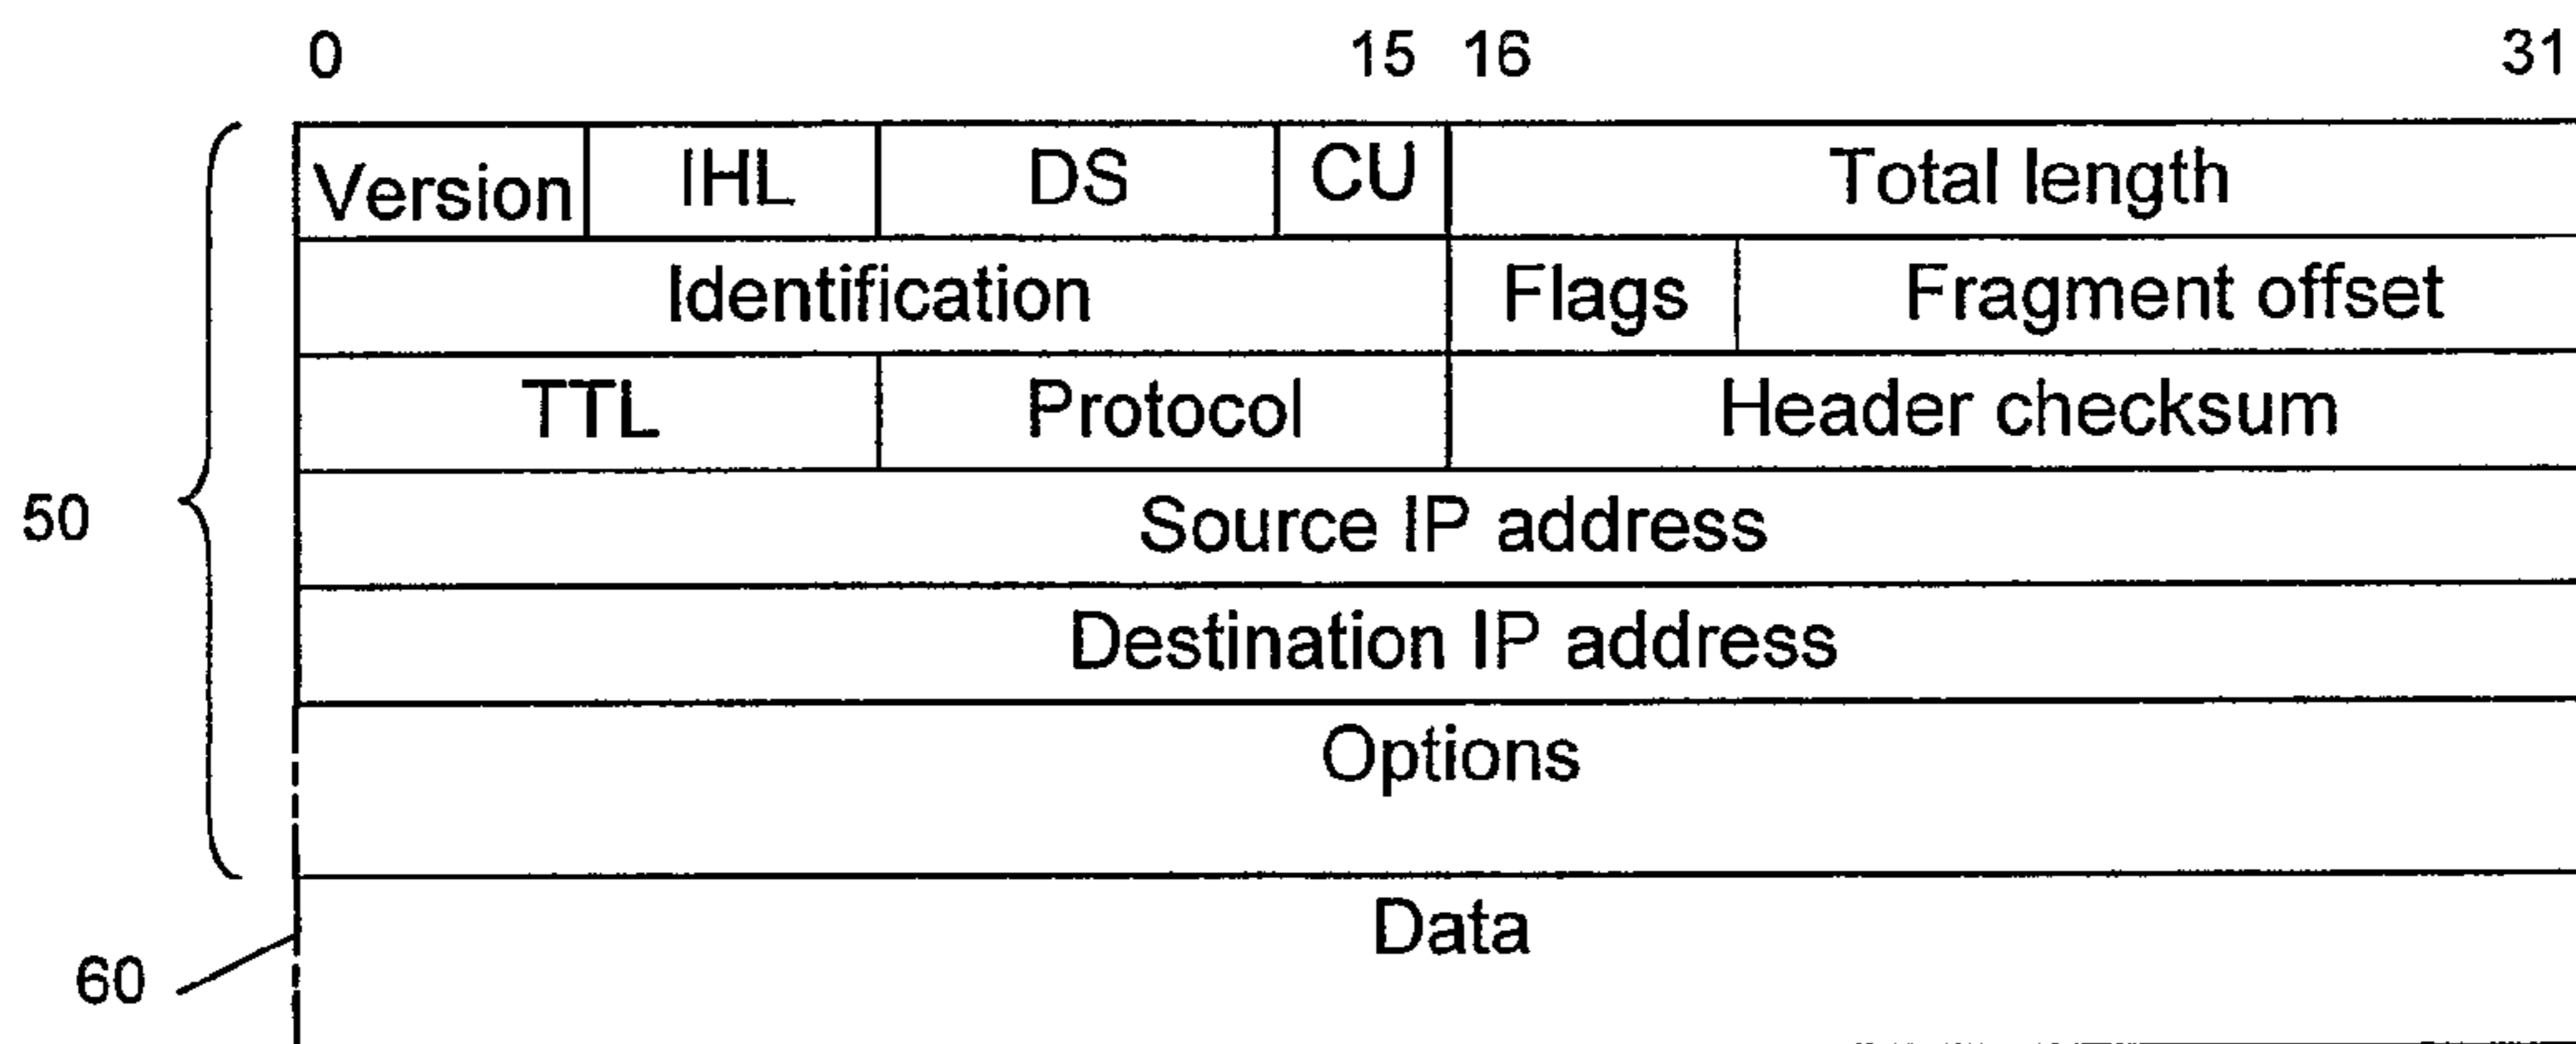 0 15 16 31
Version IHL DS CU Total length
Identification Flags Fragment offset
TTL Protocol Header checksum
50 Source IP address
Destination IP address
Options
Data
60